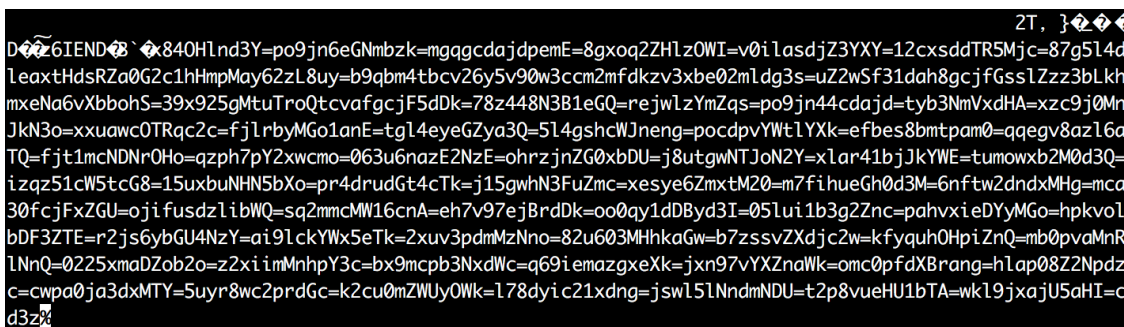 2T, }��
D��z6IEND�B`�x84OHlnd3Y=po9jn6eGNmbzk=mgqgcdajdpemE=8gxoq2ZHlzOWI=v0ilasdjZ3YXY=12cxsddTR5Mjc=87g5l4d
leaxtHdsRZa0G2c1hHmpMay62zL8uy=b9qbm4tbcv26y5v90w3ccm2mfdkzv3xbe02mldg3s=uZ2wSf31dah8gcjfGsslZzz3bLkh
mxeNa6vXbbohS=39x925gMtuTroQtcvafgcjF5dDk=78z448N3B1eGQ=rejwlzYmZqs=po9jn44cdajd=tyb3NmVxdHA=xzc9j0Mn
JkN3o=xxuawcOTRqc2c=fjlrbyMGo1anE=tgl4eyeGZya3Q=5l4gshcWJneng=pocdpvYWtlYXk=efbes8bmtpam0=qqegv8azl6a
TQ=fjt1mcNDNrOHo=qzph7pY2xwcmo=063u6nazE2NzE=ohrzjnZG0xbDU=j8utgwNTJoN2Y=xlar41bjJkYWE=tumowxb2M0d3Q=
izqz51cW5tcG8=15uxbuNHN5bXo=pr4drudGt4cTk=j15gwhN3FuZmc=xesye6ZmxtM20=m7fihueGh0d3M=6nftw2dndxMHg=mca
30fcjFxZGU=ojifusdzlibWQ=sq2mmcMW16cnA=eh7v97ejBrdDk=oo0qy1dDByd3I=05lui1b3g2Znc=pahvxieDYyMGo=hpkvol
bDF3ZTE=r2js6ybGU4NzY=ai9lckYWx5eTk=2xuv3pdmMzNno=82u603MHhkaGw=b7zssvZXdjc2w=kfyquhOHpiZnQ=mb0pvaMnR
lNnQ=0225xmaDZob2o=z2xiimMnhpY3c=bx9mcpb3NxdWc=q69iemazgxeXk=jxn97vYXZnaWk=omc0pfdXBrang=hlap08Z2Npdz
c=cwpa0ja3dxMTY=5uyr8wc2prdGc=k2cu0mZWUyOWk=l78dyic21xdng=jswl5lNndmNDU=t2p8vueHU1bTA=wkl9jxajU5aHI=c
d3z%